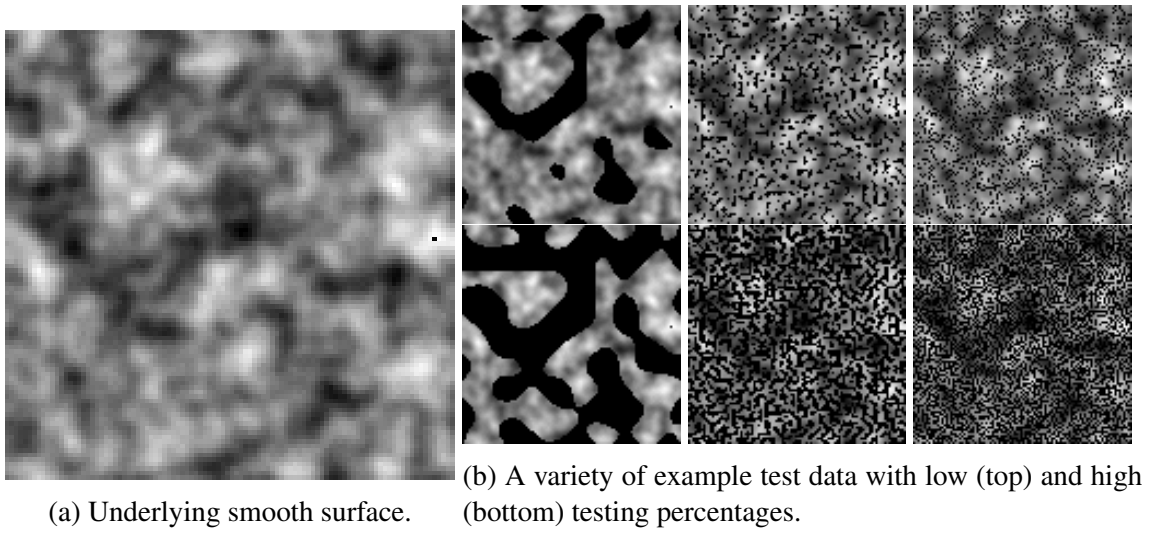 (a) Underlying smooth surface.
(b) A variety of example test data with low (top) and high
(bottom) testing percentages.